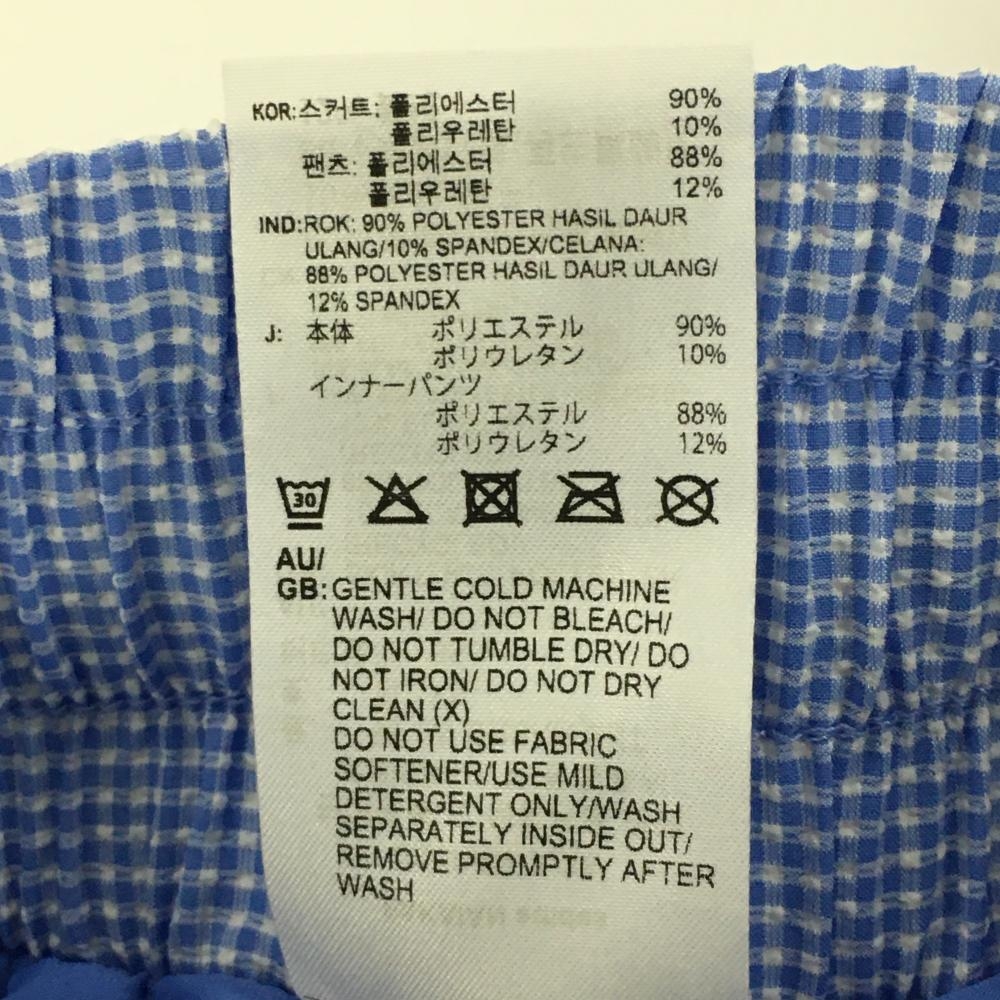 KOR:스커트: 폴리에스터 90%
폴리우레탄 10%
팬츠: 폴리에스터 88%
폴리우레탄 12%
IND:ROK: 90% POLYESTER HASIL DAUR
ULANG/10% SPANDEX/CELANA:
88% POLYESTER HASIL DAUR ULANG/
12% SPANDEX
J: 本体 ポリエステル 90%
ポリウレタン 10%
インナーパンツ
ポリエステル 88%
ポリウレタン 12%
30
AU/
GB:GENTLE COLD MACHINE
WASH/ DO NOT BLEACH/
DO NOT TUMBLE DRY/ DO
NOT IRON/ DO NOT DRY
CLEAN (X)
DO NOT USE FABRIC
SOFTENER/USE MILD
DETERGENT ONLY/WASH
SEPARATELY INSIDE OUT/
REMOVE PROMPTLY AFTER
WASH